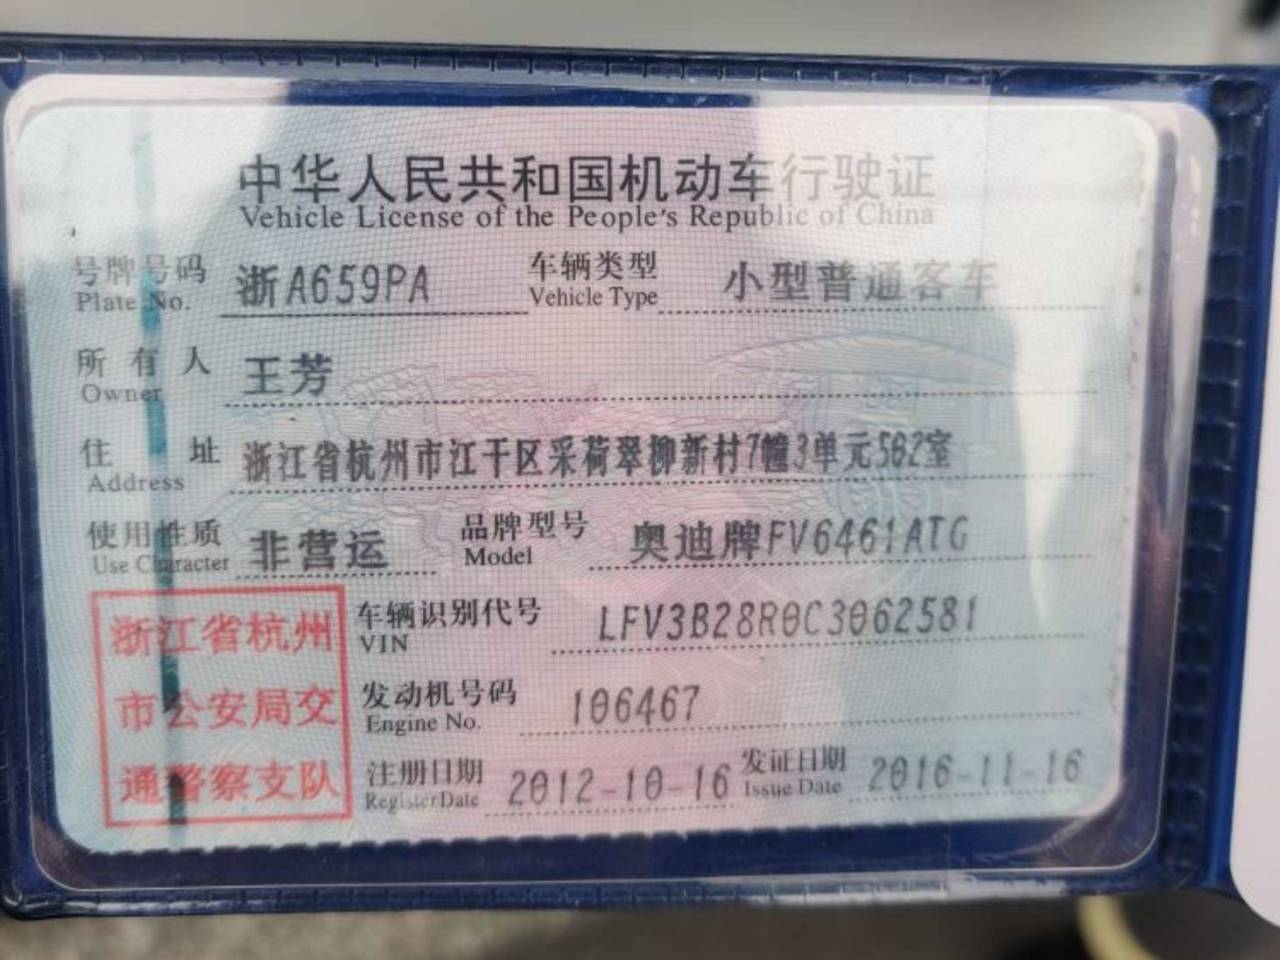 中华人民共和国机动车行驶证
Vehicle License of the People's Republic of China
号牌号码 浙A659PA 车辆类型 小型普通客车
Plate No. Vehicle Type
所有人 王芳
Owner
住址 浙江省杭州市江干区采荷翠柳新村7幢3单元502室
Address
使用性质 非营运 品牌型号 奥迪牌FV6461ATG
Use Character Model
浙江省杭州
市公安局交
通警察支队
车辆识别代号 LFV3B28R0C3062581
VIN
发动机号码 106467
Engine No.
注册日期 2012-10-16 发证日期 2016-11-16
Register Date Issue Date